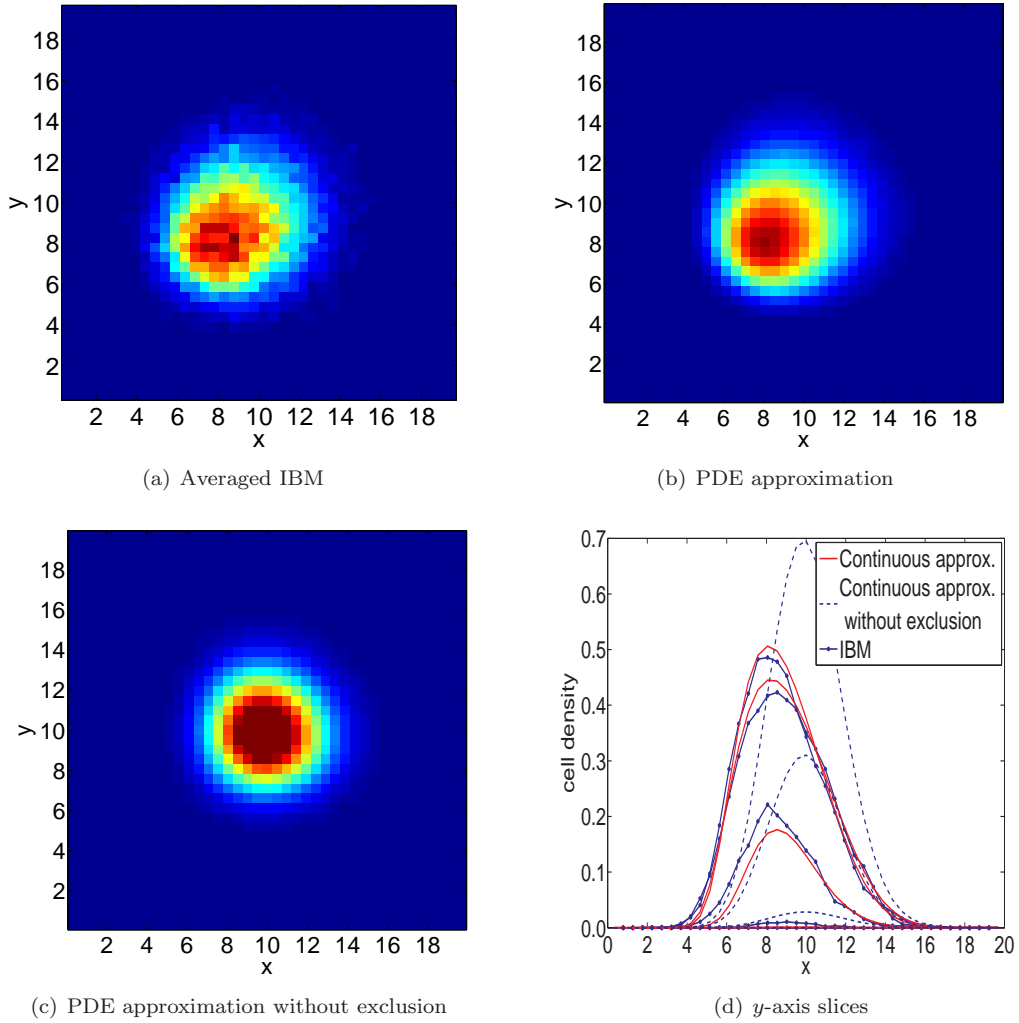 18
16
14
12
10
8
6
4
2
y
2 4 6 8 10 12 14 16 18
x
(a) Averaged IBM
18
16
14
12
10
8
6
4
2
y
2 4 6 8 10 12 14 16 18
x
(b) PDE approximation
18
16
14
12
10
8
6
4
2
y
2 4 6 8 10 12 14 16 18
x
(c) PDE approximation without exclusion
0.7
0.6
0.5
0.4
0.3
0.2
0.1
0.0
cell density
Continuous approx.
Continuous approx.
without exclusion
IBM
0 2 4 6 8 10 12 14 16 18 20
x
(d) y-axis slices